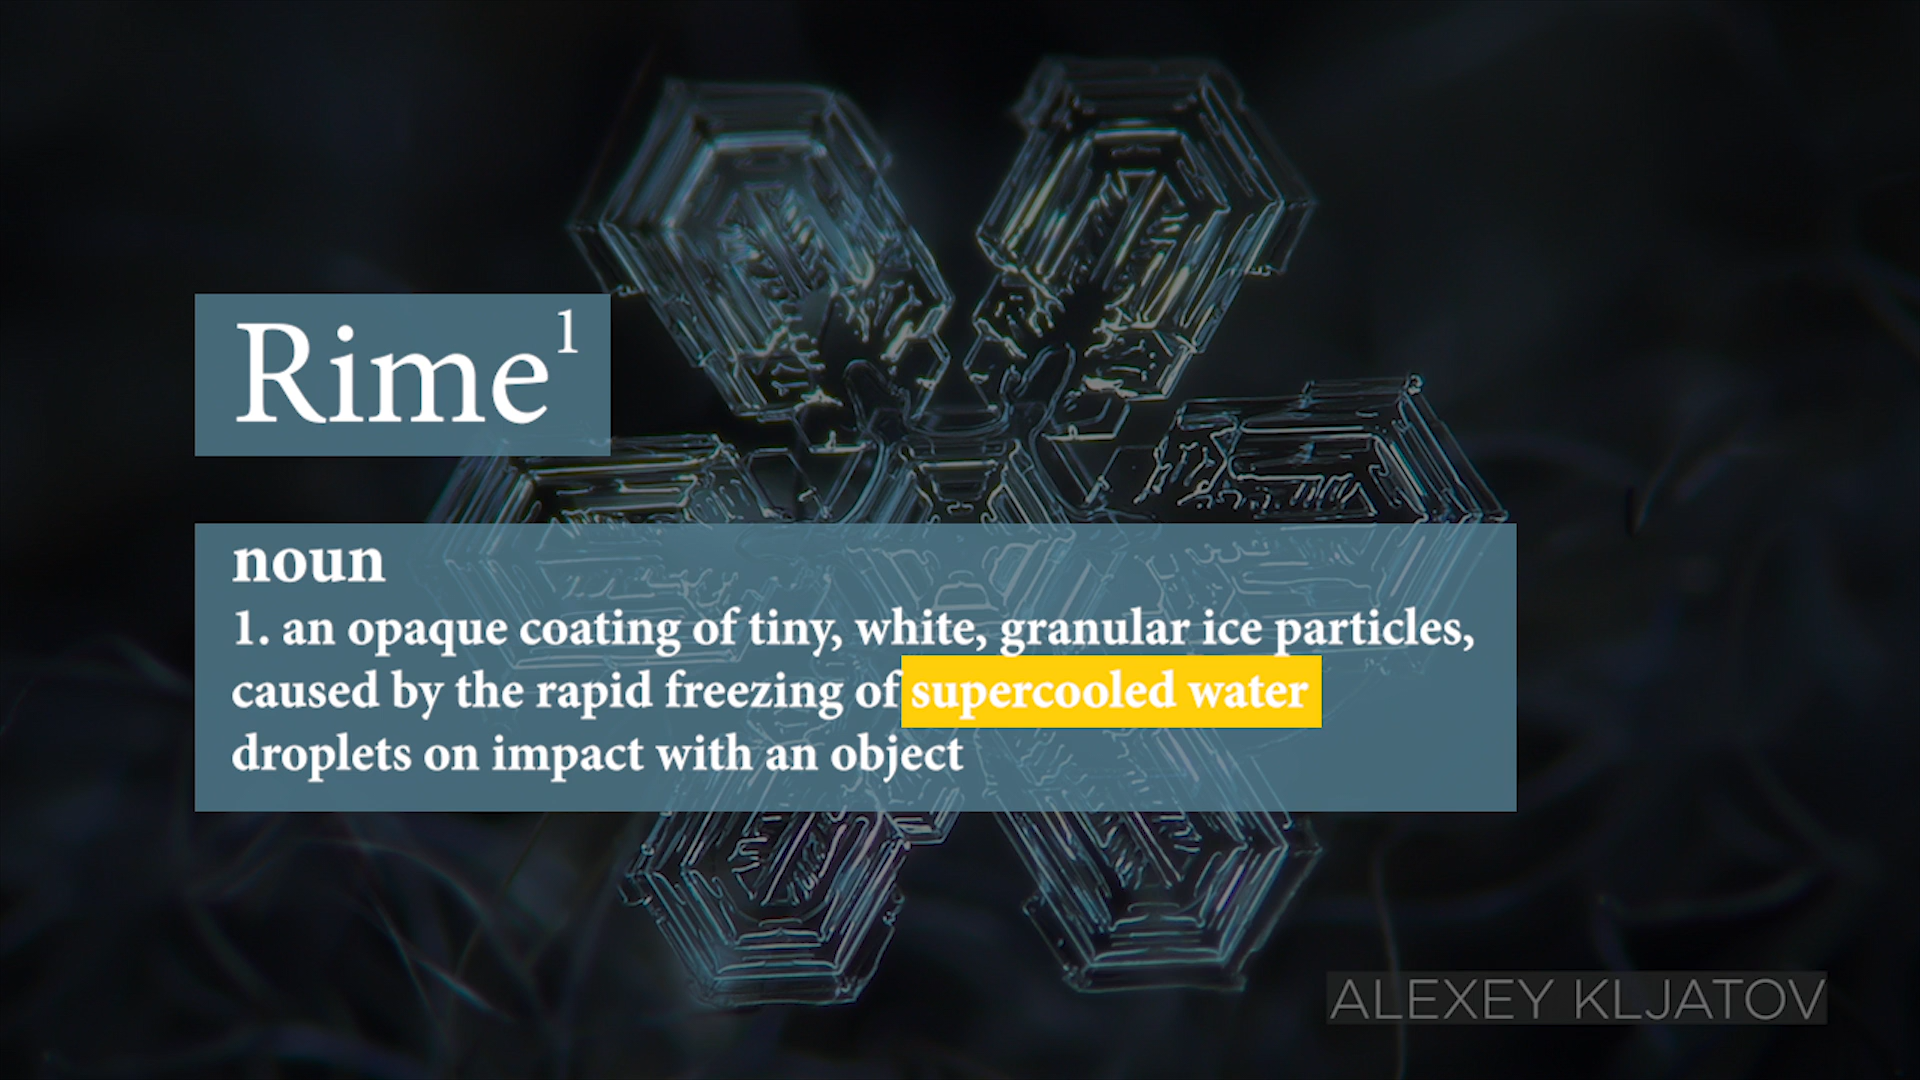 Rime¹
noun
1. an opaque coating of tiny, white, granular ice particles,
caused by the rapid freezing of supercooled water
droplets on impact with an object
ALEXEY KLJATOV